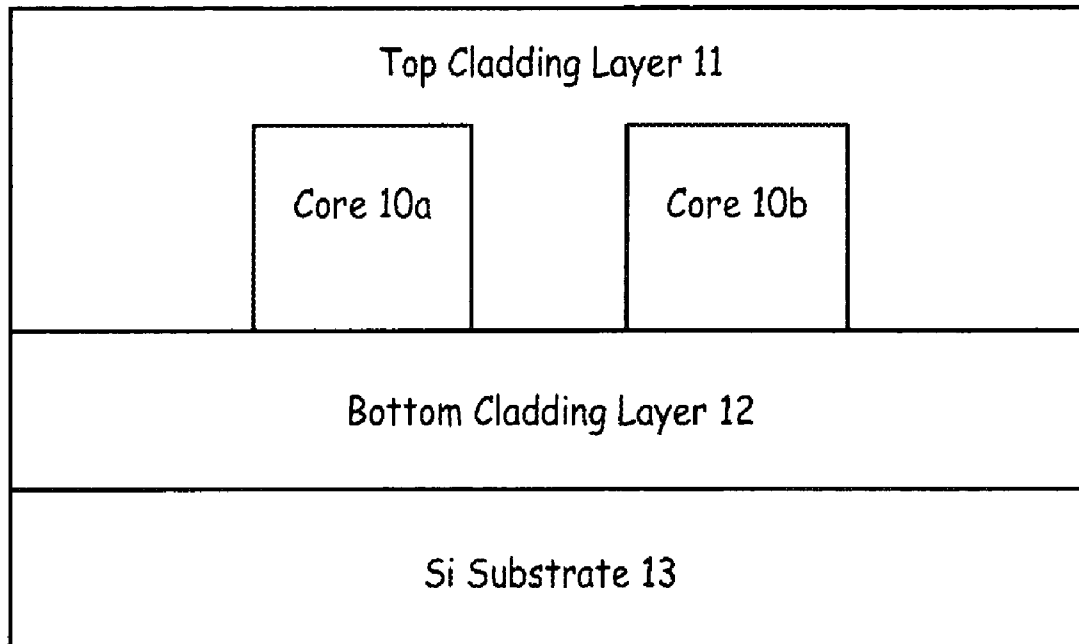 Top Cladding Layer 11
Core 10a
Core 10b
Bottom Cladding Layer 12
Si Substrate 13